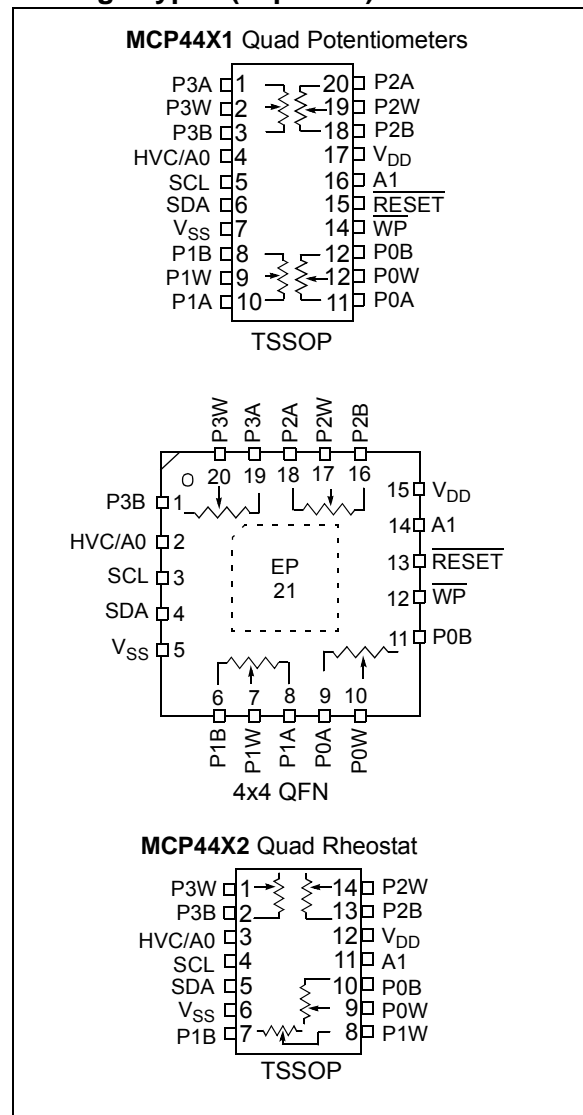 MCP44X1 Quad Potentiometers
P3A 1 20 P2A
P3W 2 19 P2W
P3B 3 18 P2B
HVC/A0 4 17 VDD
SCL 5 16 A1
SDA 6 15 RESET
VSS 7 14 WP
P1B 8 12 P0B
P1W 9 12 P0W
P1A 10 11 P0A
TSSOP
P3W P3A P2A P2W P2B
20 19 18 17 16
P3B 1 15 VDD
HVC/A0 2 14 A1
SCL 3 13 RESET
SDA 4 12 WP
VSS 5 11 P0B
EP
21
6 7 8 9 10
P1B P1W P1A P0A P0W
4x4 QFN
MCP44X2 Quad Rheostat
P3W 1 14 P2W
P3B 2 13 P2B
HVC/A0 3 12 VDD
SCL 4 11 A1
SDA 5 10 P0B
VSS 6 9 P0W
P1B 7 8 P1W
TSSOP